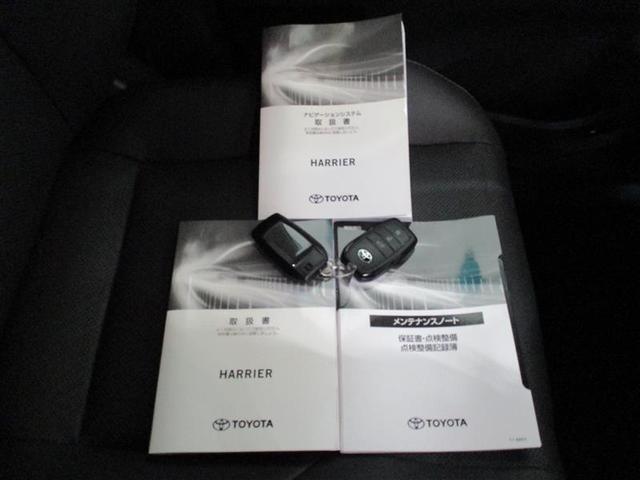 ナビゲーションシステム
取扱書
HARRIER
TOYOTA
取扱書
HARRIER
TOYOTA
メンテナンスノート
保証書・点検整備
点検整備記録簿
TOYOTA